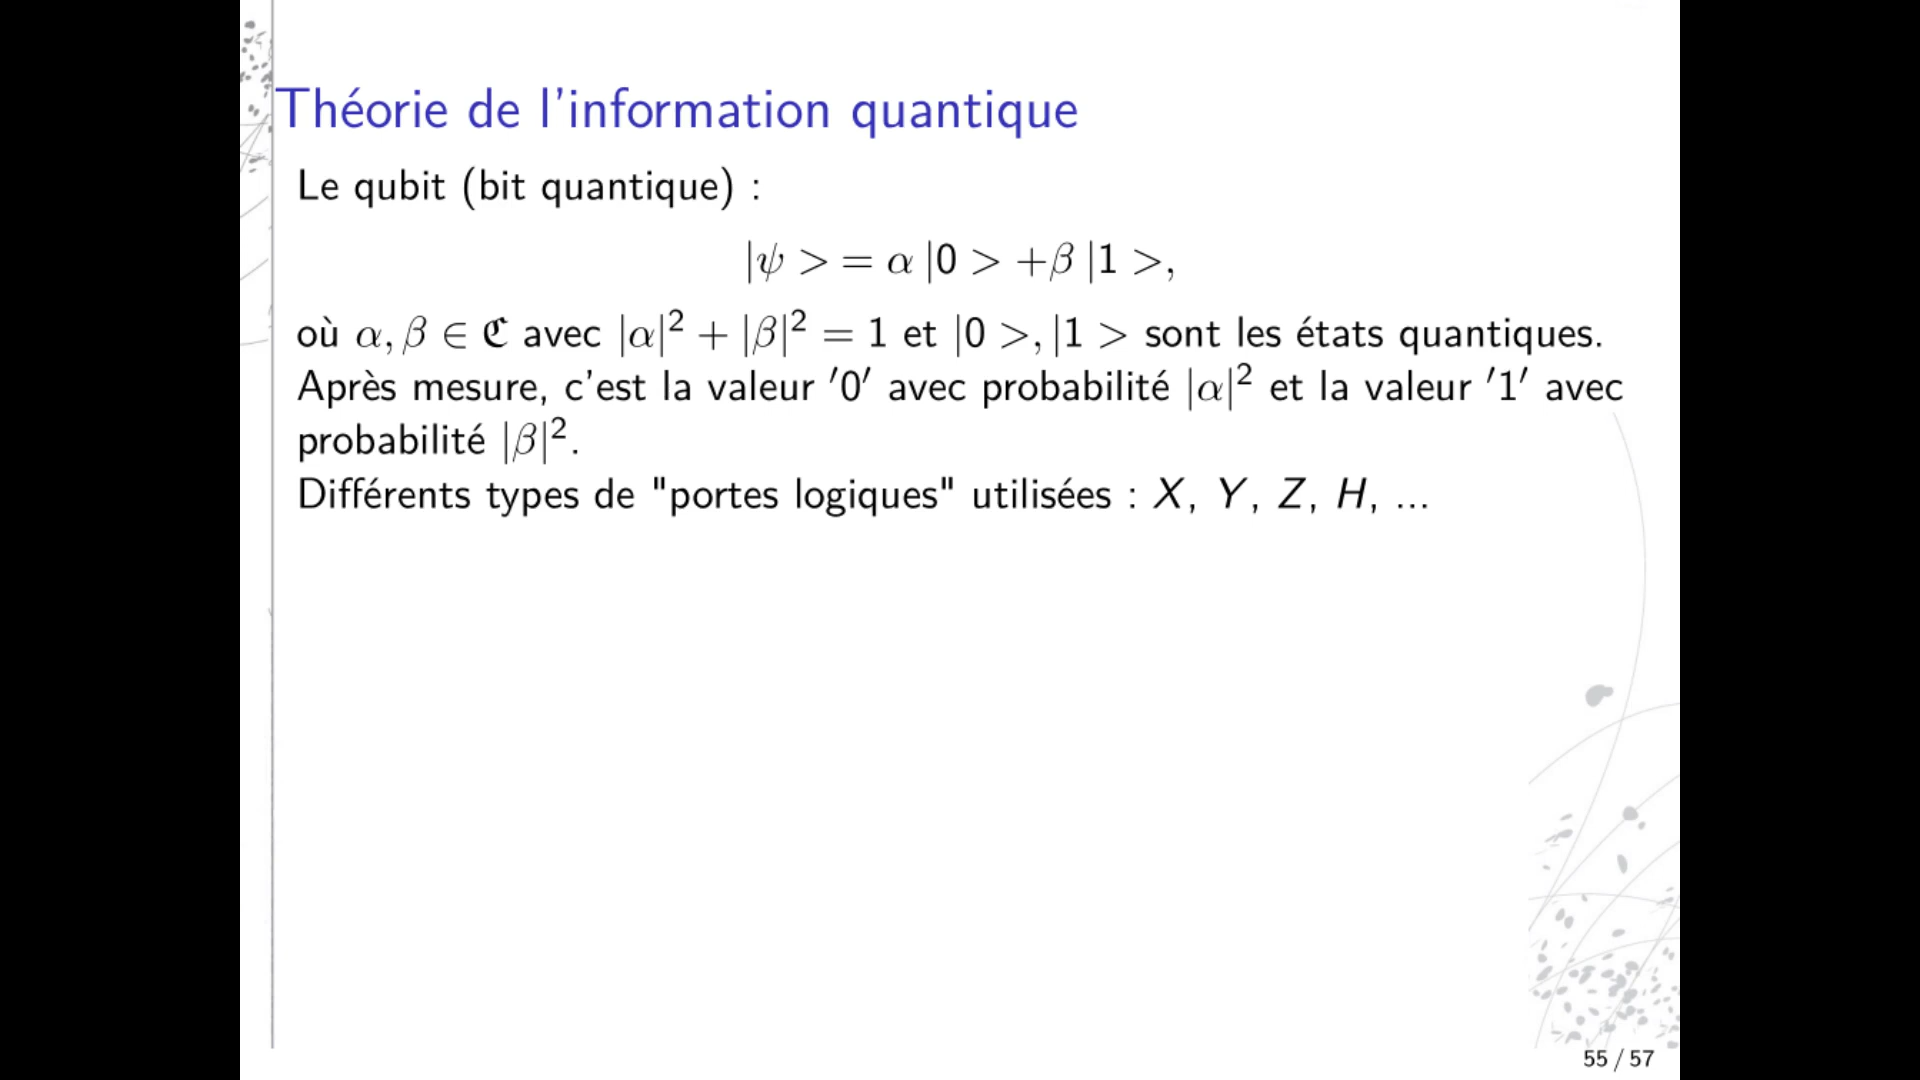 Théorie de l'information quantique
Le qubit (bit quantique) :
|ψ > = α |0 > +β |1 >,
où α, β ∈ ℭ avec |α|² + |β|² = 1 et |0 >, |1 > sont les états quantiques.
Après mesure, c'est la valeur ′0′ avec probabilité |α|² et la valeur ′1′ avec
probabilité |β|².
Différents types de "portes logiques" utilisées : X, Y, Z, H, ...
55 / 57